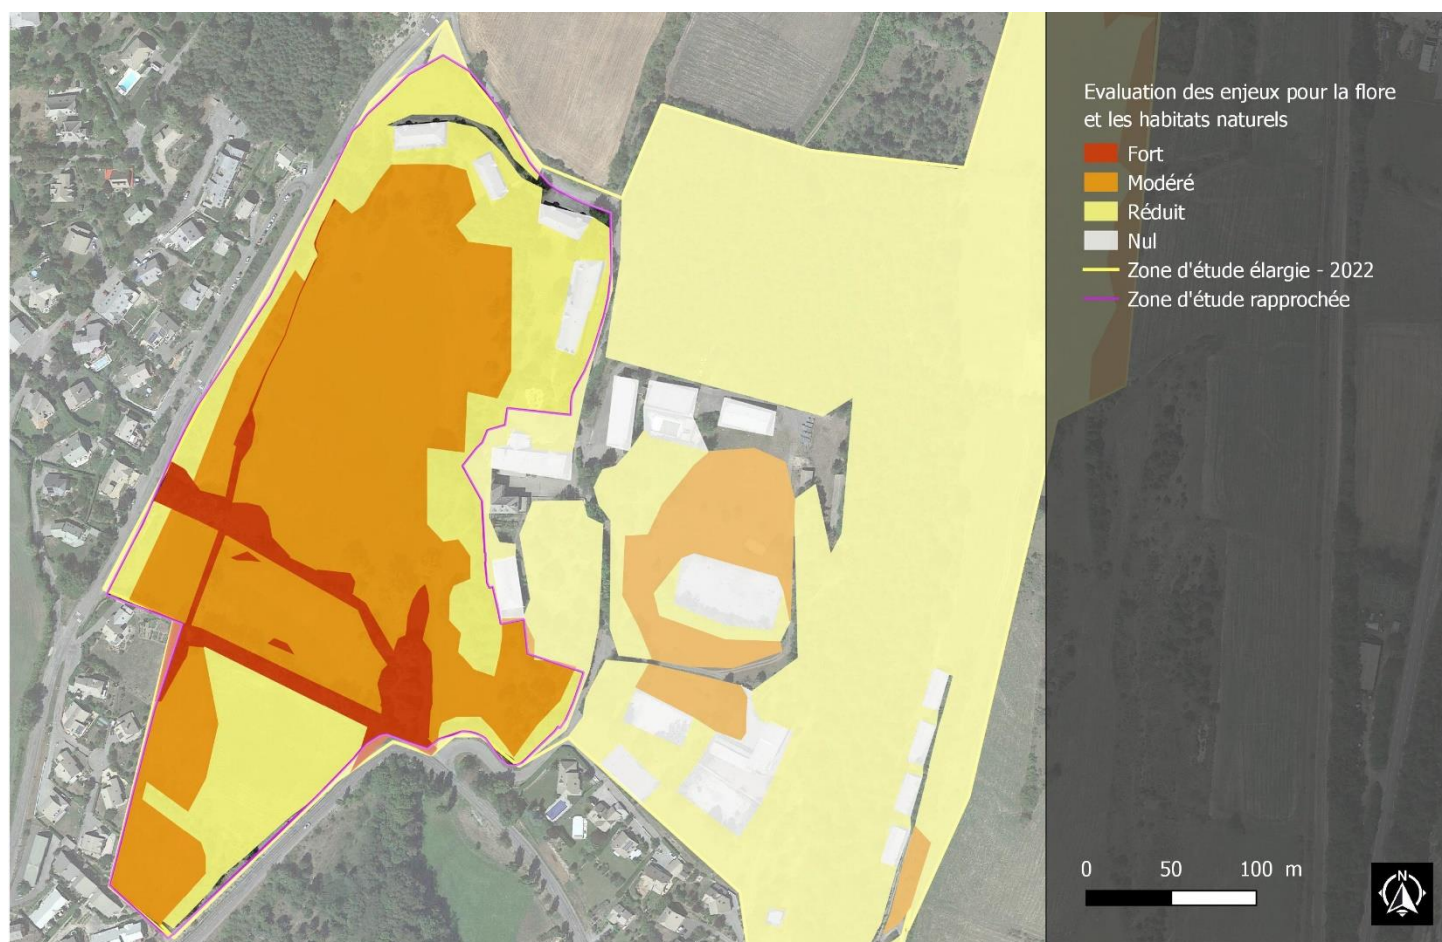 Evaluation des enjeux pour la flore
et les habitats naturels
Fort
Modéré
Réduit
Nul
Zone d'étude élargie - 2022
Zone d'étude rapprochée
0 50 100 m
N